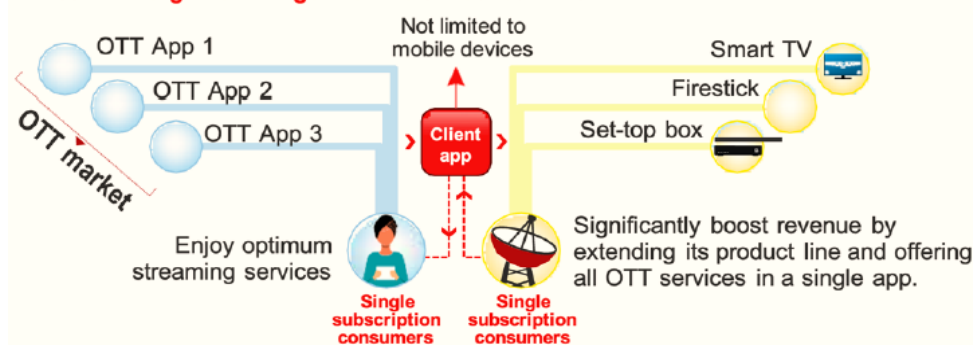 Not limited to
mobile devices
OTT App 1
OTT App 2
OTT App 3
OTT market
Client
app
Smart TV
Firestick
Set-top box
Enjoy optimum
streaming services
Single
subscription
consumers
Single
subscription
consumers
Significantly boost revenue by
extending its product line and offering
all OTT services in a single app.